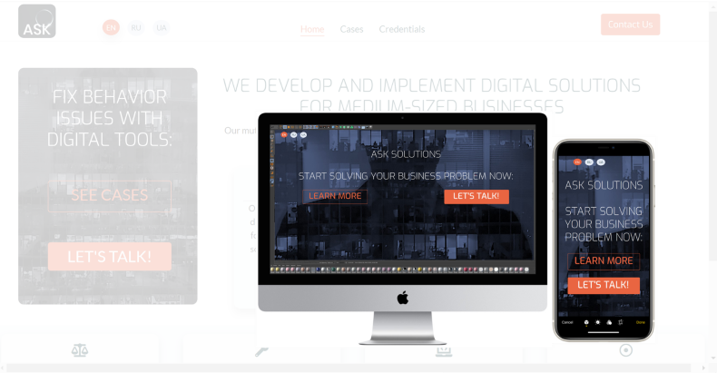 ASK
EN RU UA
Home Cases Credentials
Contact Us
FIX BEHAVIOR
ISSUES WITH
DIGITAL TOOLS:
SEE CASES
LET'S TALK!
WE DEVELOP AND IMPLEMENT DIGITAL SOLUTIONS
FOR MEDIUM-SIZED BUSINESSES
Our
ASK SOLUTIONS
START SOLVING YOUR BUSINESS PROBLEM NOW:
LEARN MORE
LET'S TALK!
ASK SOLUTIONS
START SOLVING
YOUR BUSINESS
PROBLEM NOW:
LEARN MORE
LET'S TALK!
Cancel
Done